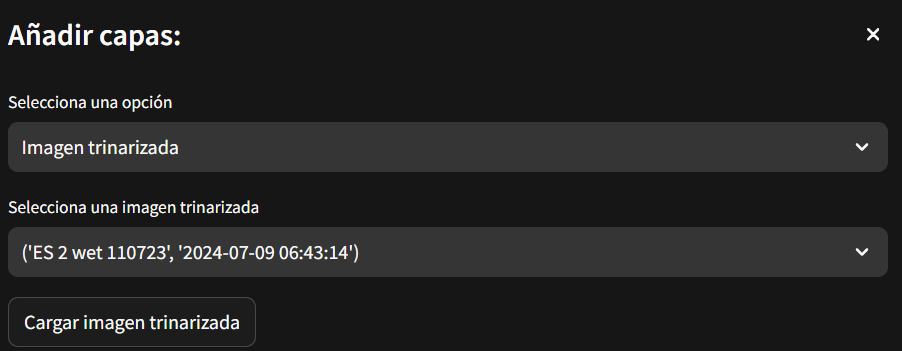 Añadir capas:
Selecciona una opción
Imagen trinarizada
Selecciona una imagen trinarizada
('ES 2 wet 110723', '2024-07-09 06:43:14')
Cargar imagen trinarizada